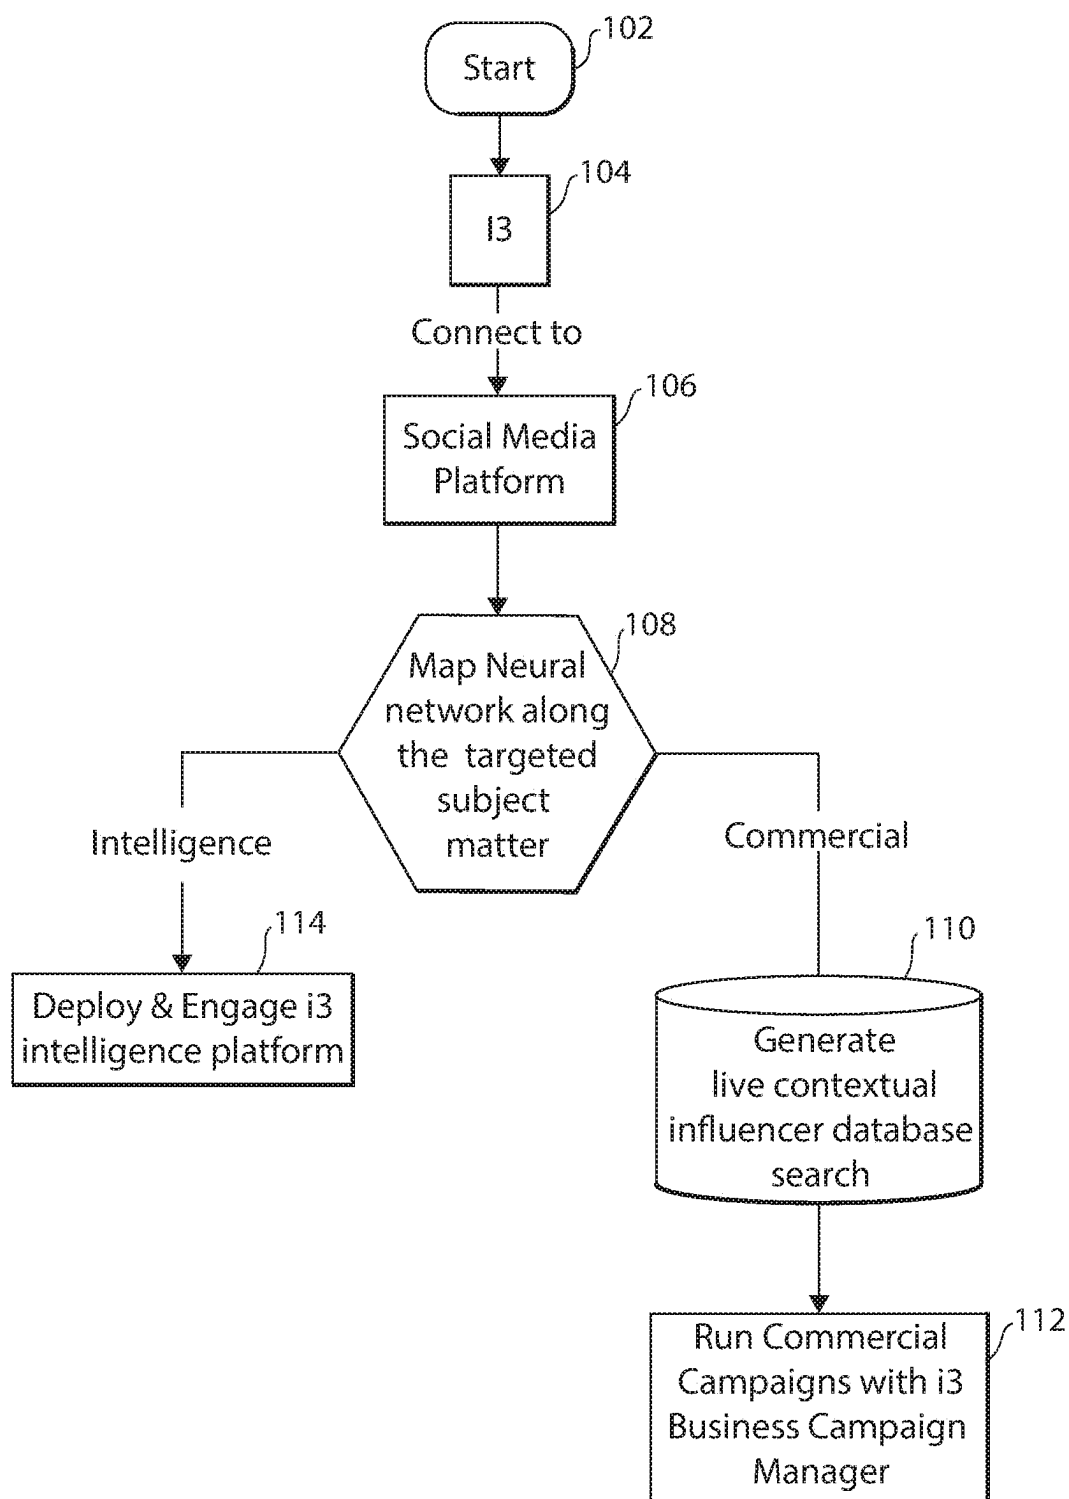 102
Start
104
I3
Connect to
106
Social Media
Platform
108
Map Neural
network along
the targeted
subject
matter
Intelligence
Commercial
114
Deploy & Engage i3
intelligence platform
110
Generate
live contextual
influencer database
search
112
Run Commercial
Campaigns with i3
Business Campaign
Manager